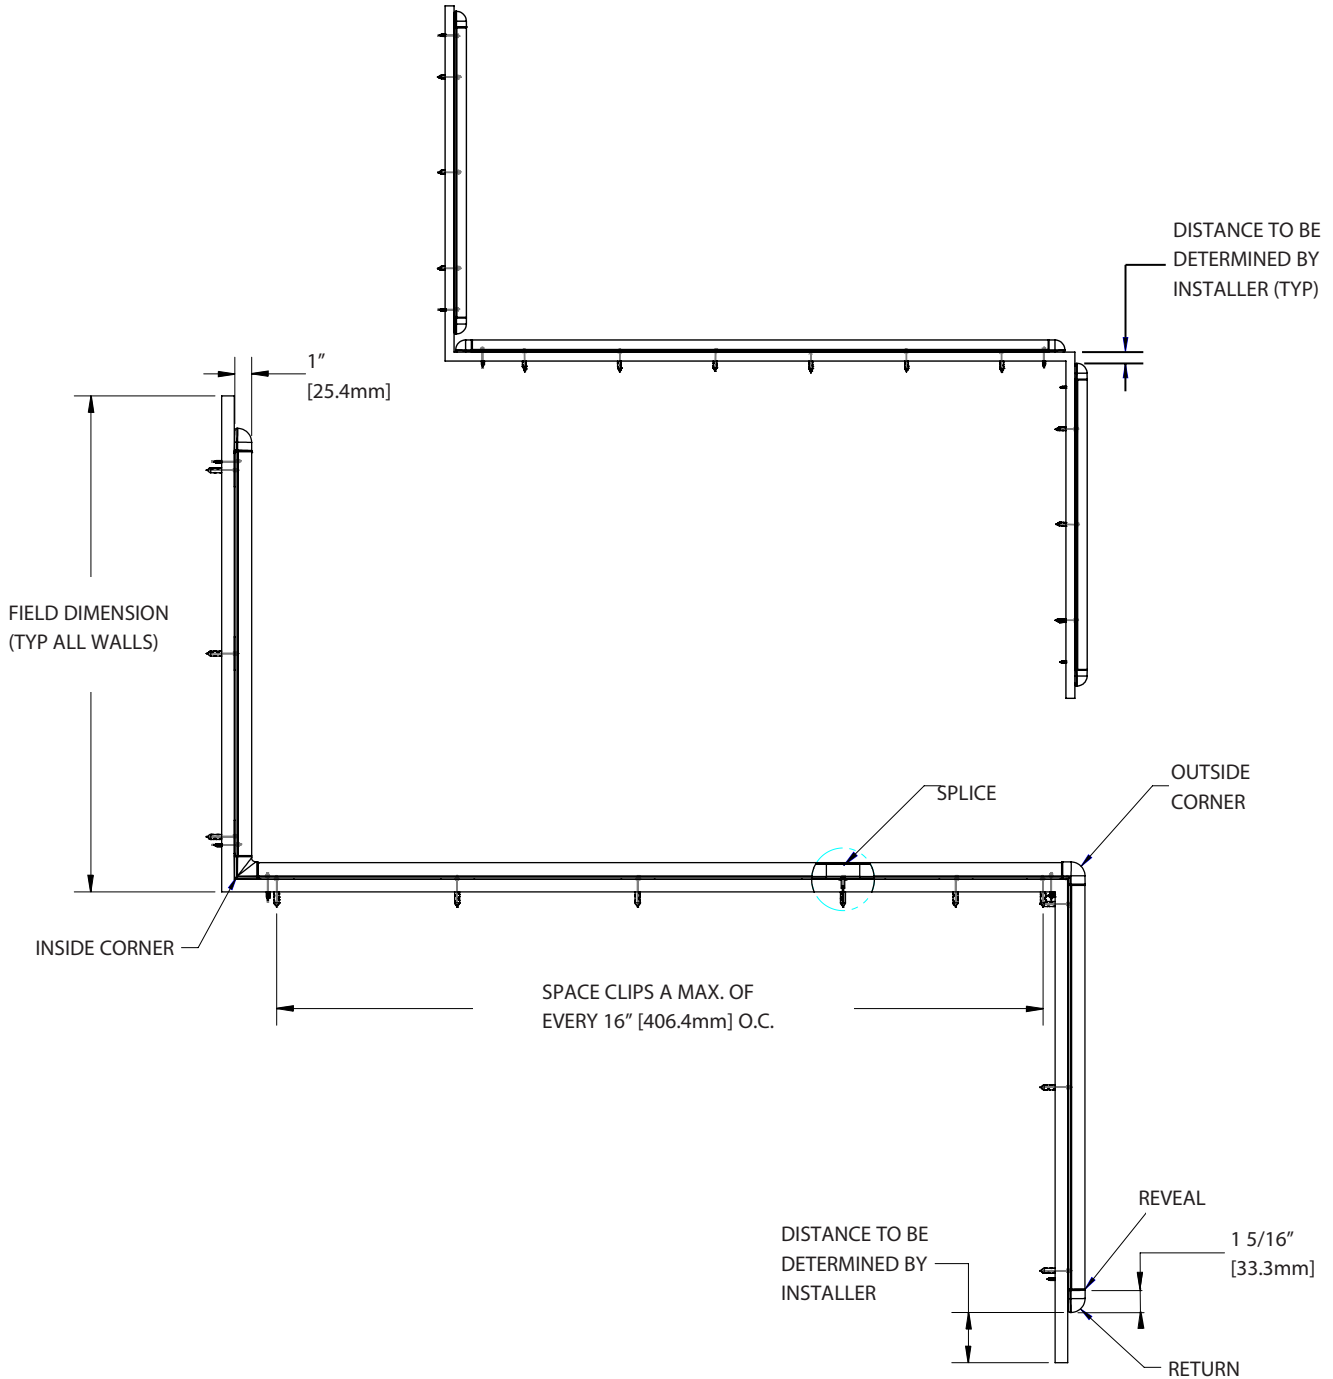 DISTANCE TO BE
DETERMINED BY
INSTALLER (TYP)
1”
[25.4mm]
FIELD DIMENSION
(TYP ALL WALLS)
SPLICE
OUTSIDE
CORNER
INSIDE CORNER
SPACE CLIPS A MAX. OF
EVERY 16” [406.4mm] O.C.
REVEAL
DISTANCE TO BE
DETERMINED BY
INSTALLER
1 5/16”
[33.3mm]
RETURN